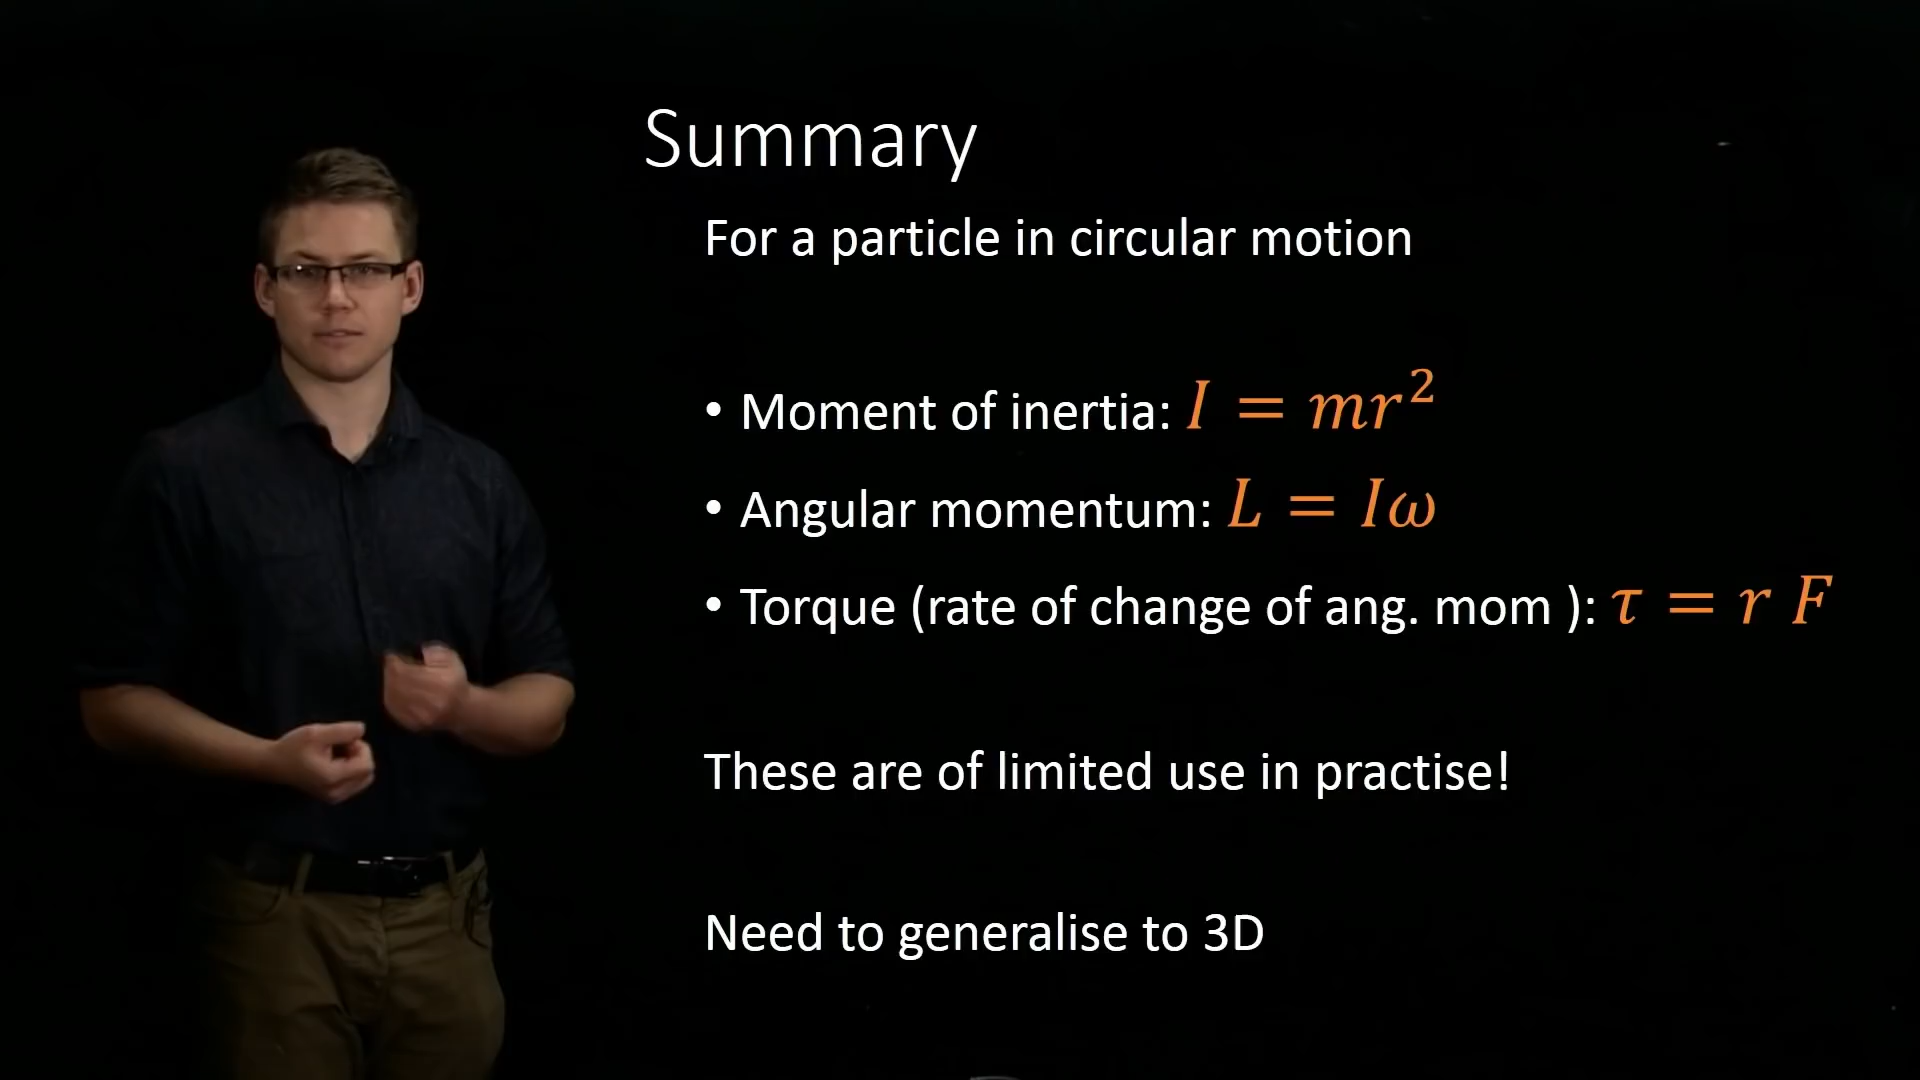 Summary
For a particle in circular motion
• Moment of inertia: I = mr²
• Angular momentum: L = Iω
• Torque (rate of change of ang. mom ): τ = r F
These are of limited use in practise!
Need to generalise to 3D